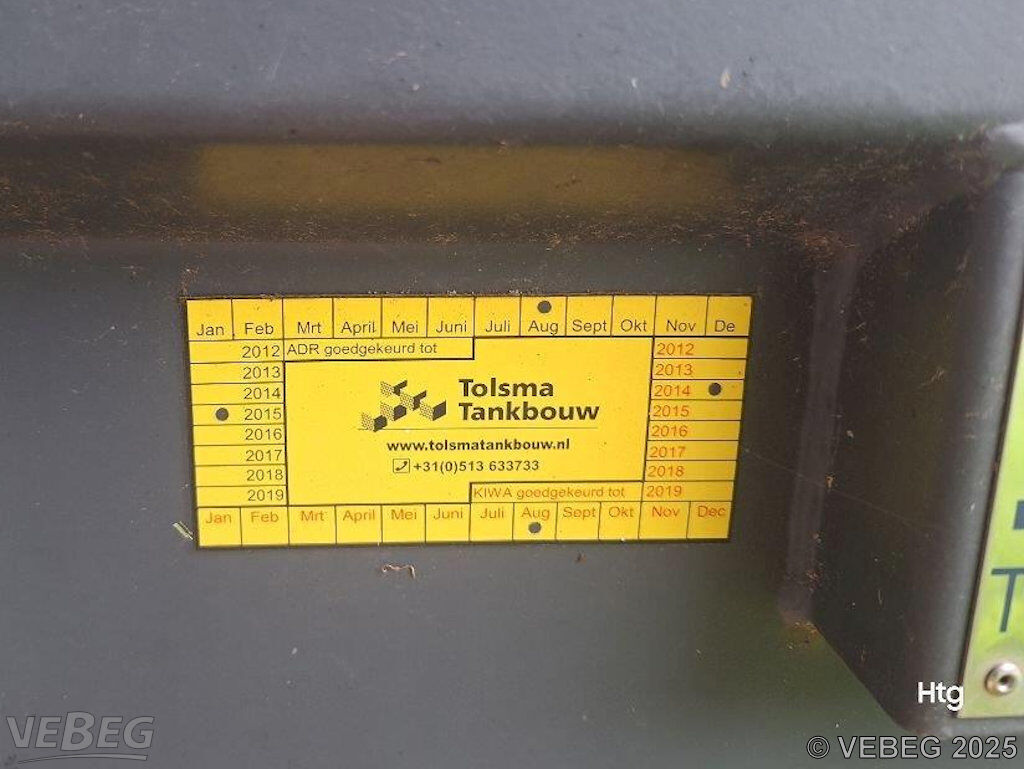 Jan Feb Mrt April Mei Juni Juli Aug Sept Okt Nov De
2012 ADR goedgekeurd tot 2012
2013 2013
2014 2014
2015 2015
2016 2016
2017 2017
2018 2018
2019 KIWA goedgekeurd tot 2019
Tolsma
Tankbouw
www.tolsmatankbouw.nl
+31(0)513 633733
Jan Feb Mrt April Mei Juni Juli Aug Sept Okt Nov Dec
T
Htg
VEBEG
© VEBEG 2025